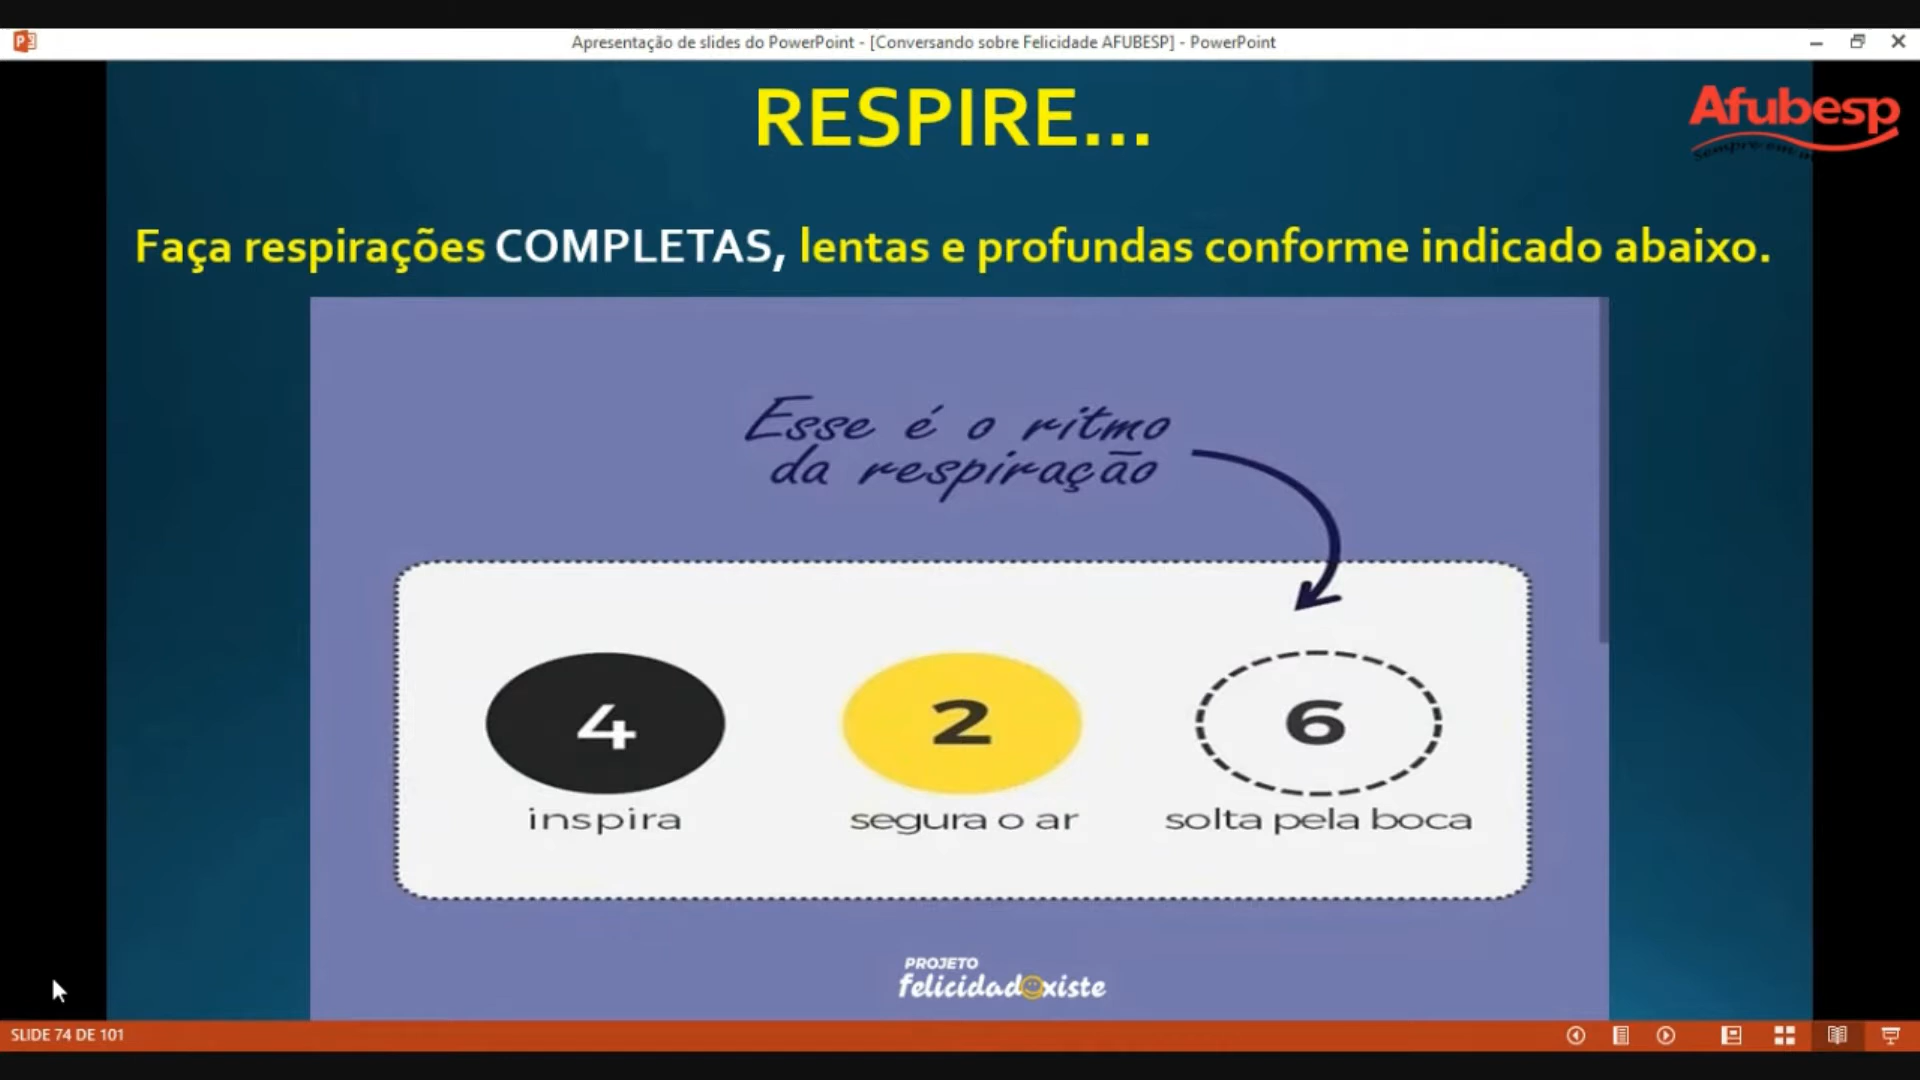 Apresentação de slides do PowerPoint - [Conversando sobre Felicidade AFUBESP] - PowerPoint
RESPIRE...
Afubesp
sempre em
Faça respirações COMPLETAS, lentas e profundas conforme indicado abaixo.
Esse é o ritmo
da respiração
4
2
6
inspira
segura o ar
solta pela boca
PROJETO
felicidadexiste
SLIDE 74 DE 101